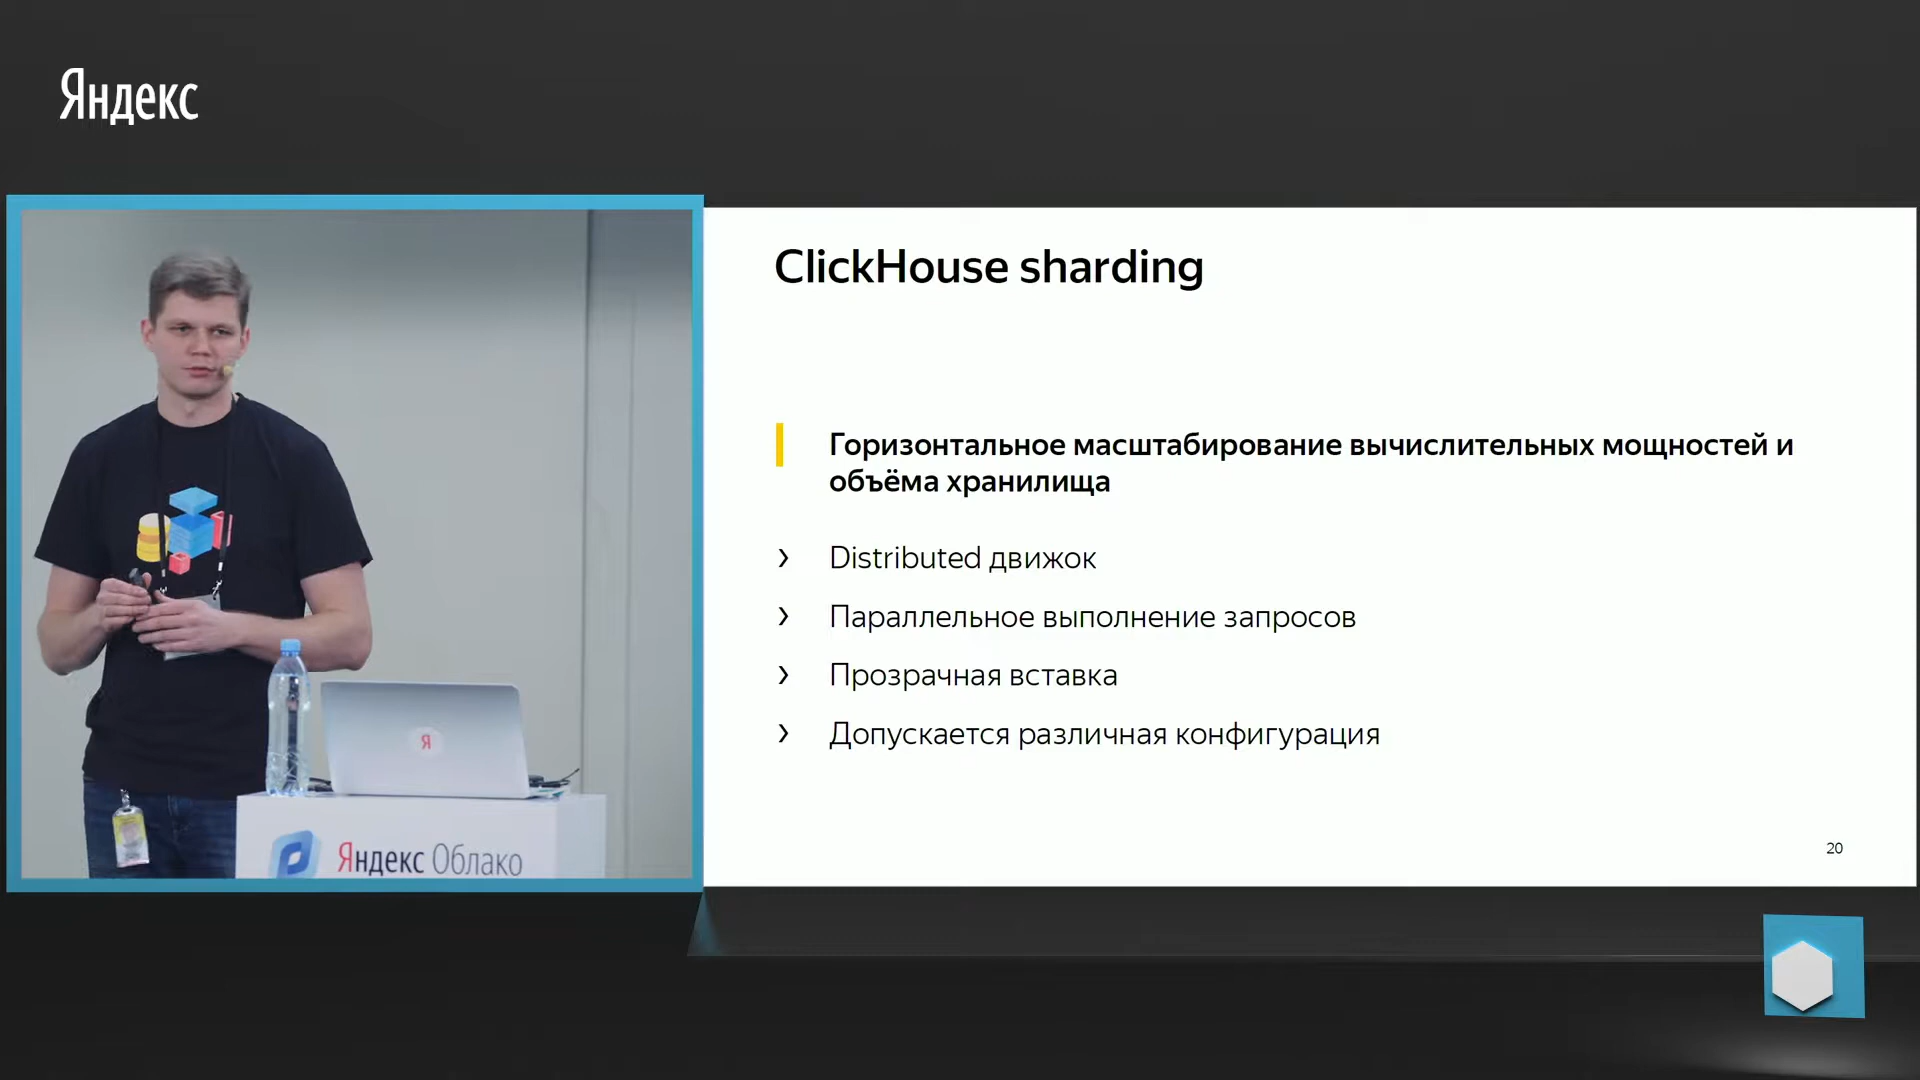 Яндекс
ClickHouse sharding
Горизонтальное масштабирование вычислительных мощностей и
объёма хранилища
› Distributed движок
› Параллельное выполнение запросов
› Прозрачная вставка
› Допускается различная конфигурация
20
Я
Яндекс Облако